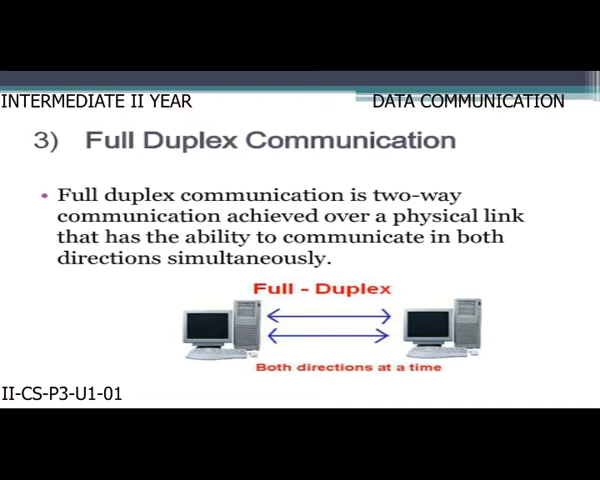 INTERMEDIATE II YEAR
DATA COMMUNICATION
3) Full Duplex Communication
• Full duplex communication is two-way
communication achieved over a physical link
that has the ability to communicate in both
directions simultaneously.
Full - Duplex
Both directions at a time
II-CS-P3-U1-01